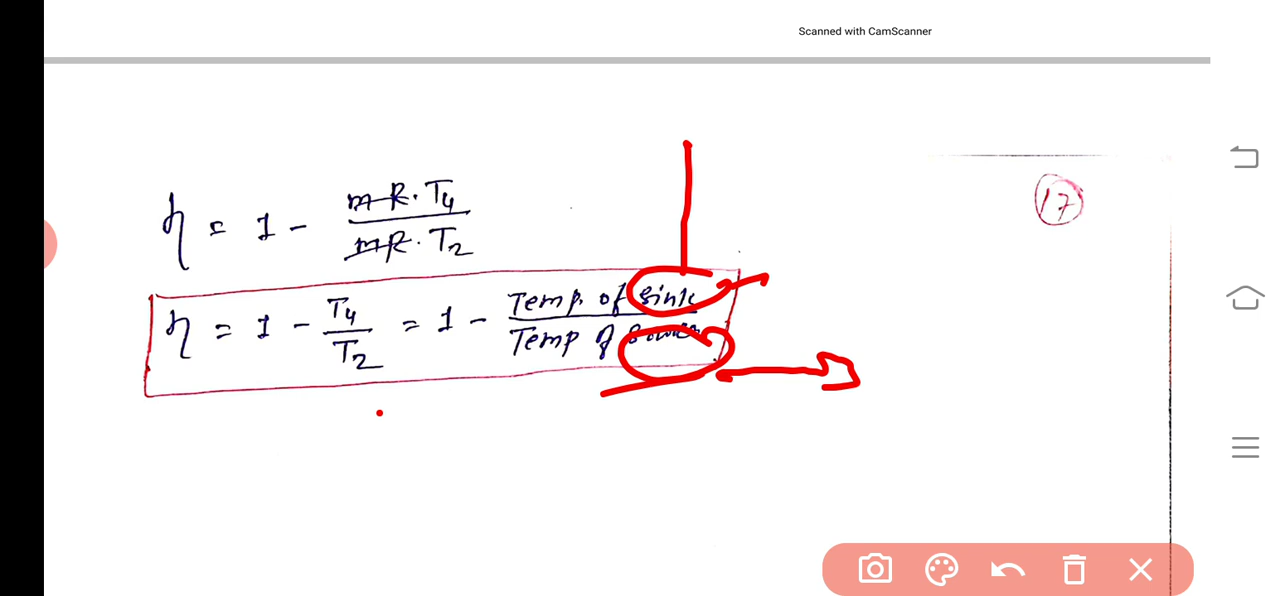 Scanned with CamScanner
17
η = 1 - mR. T4 / mR. T2
η = 1 - T4 / T2 = 1 - Temp. of Sink / Temp of Source